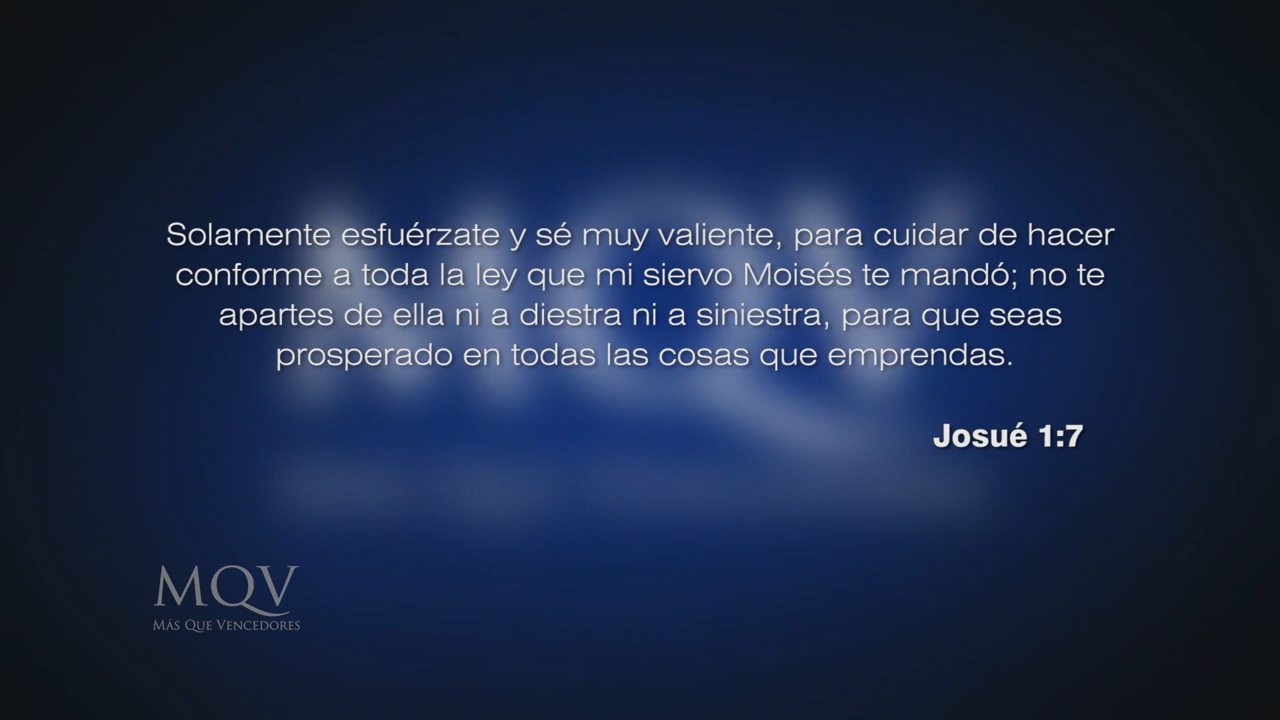 Solamente esfuérzate y sé muy valiente, para cuidar de hacer
conforme a toda la ley que mi siervo Moisés te mandó; no te
apartes de ella ni a diestra ni a siniestra, para que seas
prosperado en todas las cosas que emprendas.
Josué 1:7
MQV
MÁS QUE VENCEDORES